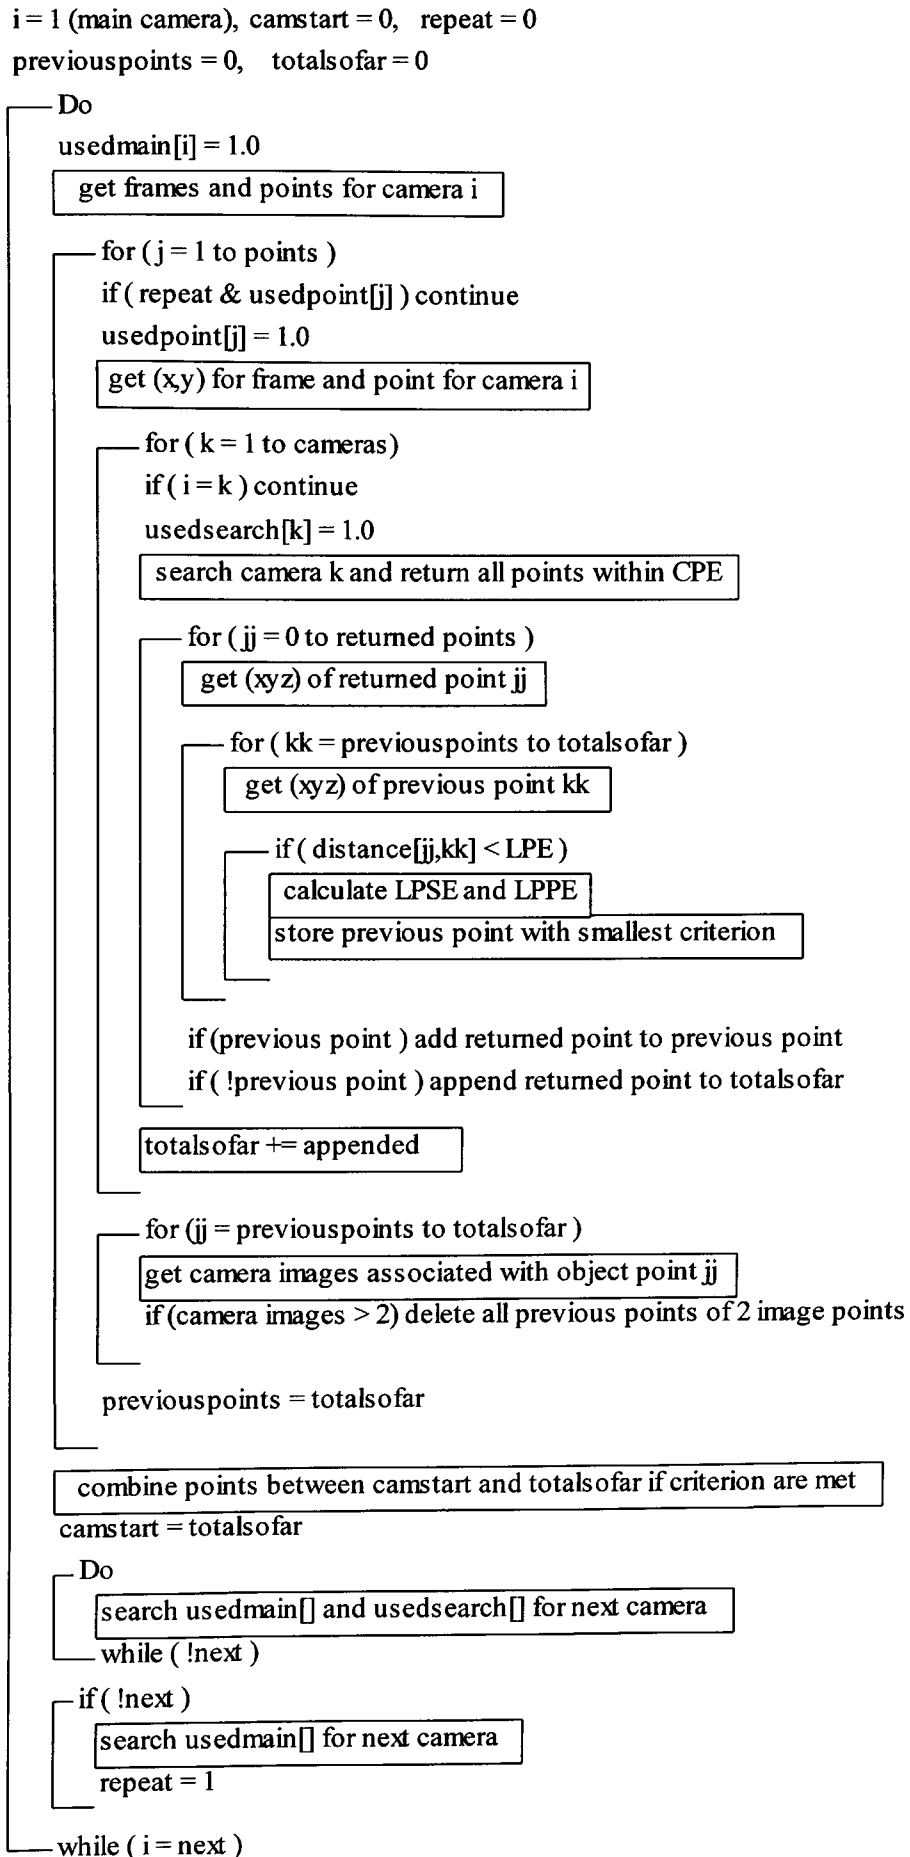 i = 1 (main camera), camstart = 0, repeat = 0
previouspoints = 0, totalsofar = 0
Do
usedmain[i] = 1.0
get frames and points for camera i
for ( j = 1 to points )
if ( repeat & usedpoint[j] ) continue
usedpoint[j] = 1.0
get (x,y) for frame and point for camera i
for ( k = 1 to cameras)
if ( i = k ) continue
usedsearch[k] = 1.0
search camera k and return all points within CPE
for ( jj = 0 to returned points )
get (xyz) of returned point jj
for ( kk = previouspoints to totalsofar )
get (xyz) of previous point kk
if ( distance[jj,kk] < LPE )
calculate LPSE and LPPE
store previous point with smallest criterion
if (previous point ) add returned point to previous point
if ( !previous point ) append returned point to totalsofar
totalsofar += appended
for (jj = previouspoints to totalsofar )
get camera images associated with object point jj
if (camera images > 2) delete all previous points of 2 image points
previouspoints = totalsofar
combine points between camstart and totalsofar if criterion are met
camstart = totalsofar
Do
search usedmain[] and usedsearch[] for next camera
while ( !next )
if ( !next )
search usedmain[] for next camera
repeat = 1
while ( i = next )